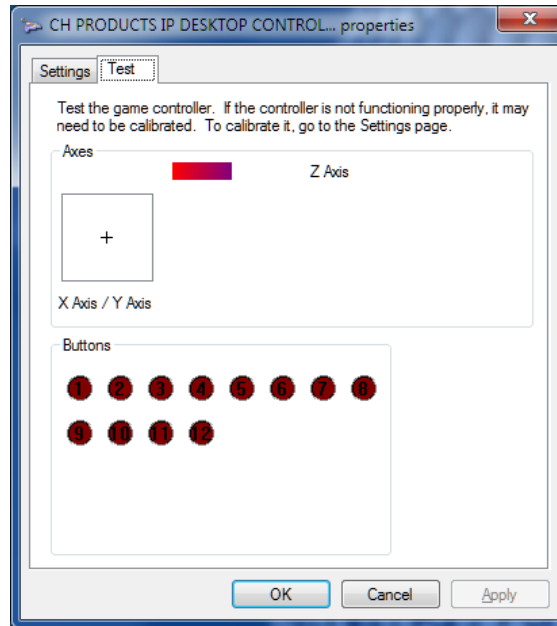 CH PRODUCTS IP DESKTOP CONTROL... properties
Settings Test
Test the game controller. If the controller is not functioning properly, it may
need to be calibrated. To calibrate it, go to the Settings page.
Axes
Z Axis
X Axis / Y Axis
Buttons
1 2 3 4 5 6 7 8
9 10 11 12
OK Cancel Apply